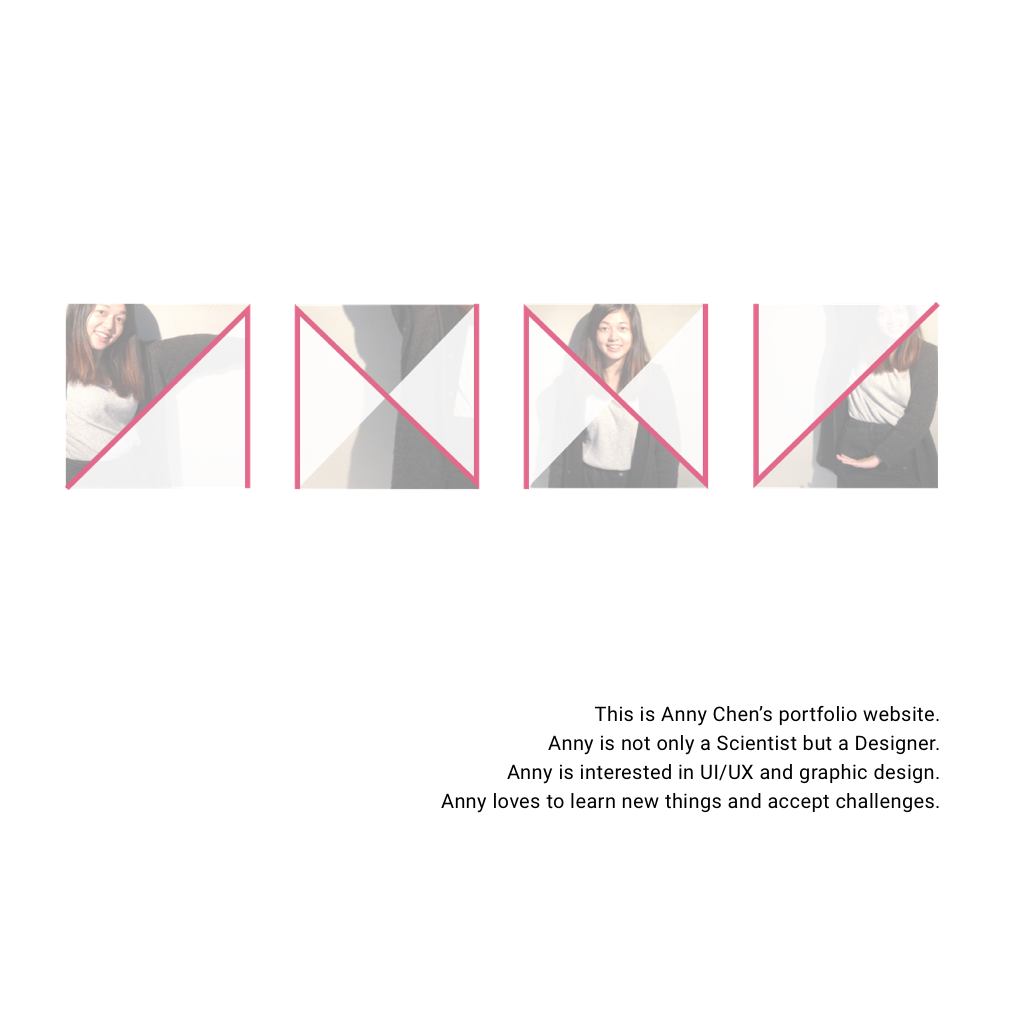 This is Anny Chen’s portfolio website.
Anny is not only a Scientist but a Designer.
Anny is interested in UI/UX and graphic design.
Anny loves to learn new things and accept challenges.